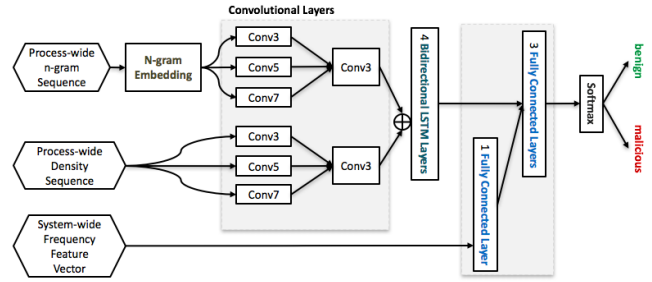 Convolutional Layers
Process-wide
n-gram
Sequence
N-gram
Embedding
Conv3
Conv5
Conv7
Conv3
Process-wide
Density
Sequence
Conv3
Conv5
Conv7
Conv3
System-wide
Frequency
Feature
Vector
4 Bidirectional LSTM Layers
1 Fully Connected Layer
3 Fully Connected Layers
Softmax
benign
malicious